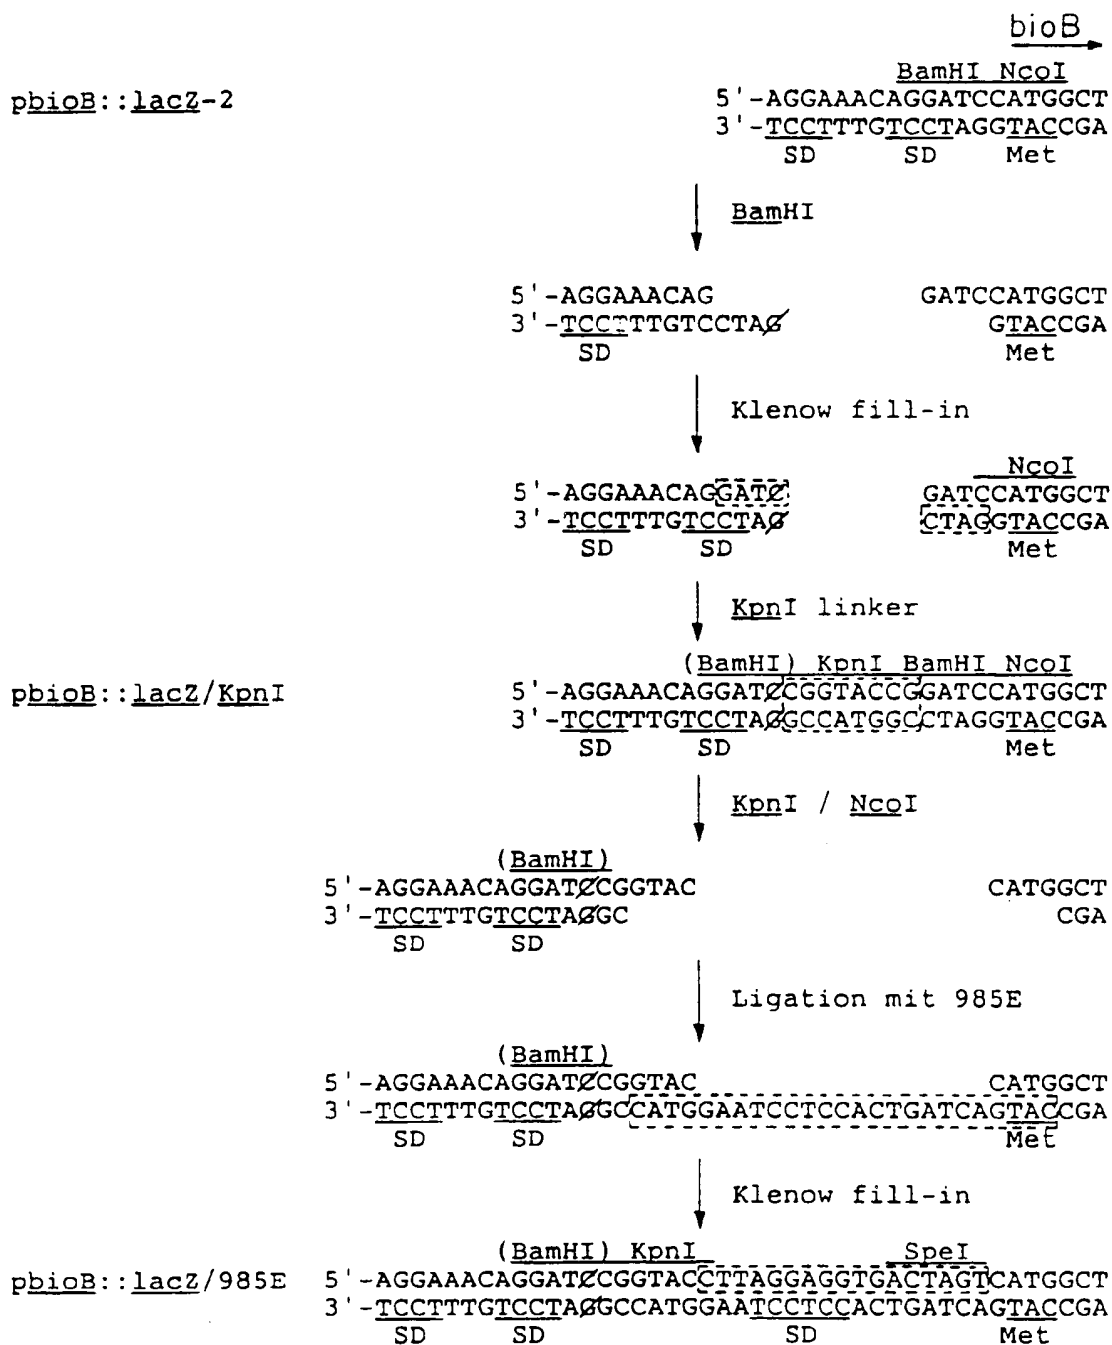 bioB
BamHI NcoI
pbioB::lacZ-2
5'-AGGAAACAGGATCCATGGCT
3'-TCCTTTGTCCTAGGTACCGA
SD SD Met
BamHI
5'-AGGAAACAG GATCCATGGCT
3'-TCCTTTGTCCTAG GTACCGA
SD Met
Klenow fill-in
NcoI
5'-AGGAAACAGGATC GATCCATGGCT
3'-TCCTTTGTCCTAG CTAGGTACCGA
SD SD Met
KpnI linker
(BamHI) KpnI BamHI NcoI
pbioB::lacZ/KpnI 5'-AGGAAACAGGATCCGGTACCGGATCCATGGCT
3'-TCCTTTGTCCTAGGCCATGGCCTAGGTACCGA
SD SD Met
KpnI / NcoI
(BamHI)
5'-AGGAAACAGGATCCGGTAC CATGGCT
3'-TCCTTTGTCCTAGGC CGA
SD SD
Ligation mit 985E
(BamHI)
5'-AGGAAACAGGATCCGGTAC CATGGCT
3'-TCCTTTGTCCTAGGCCATGGAATCCTCCACTGATCAGTACCGA
SD SD Met
Klenow fill-in
(BamHI) KpnI SpeI
pbioB::lacZ/985E 5'-AGGAAACAGGATCCGGTACCTTAGGAGGTGACTAGTCATGGCT
3'-TCCTTTGTCCTAGGCCATGGAATCCTCCACTGATCAGTACCGA
SD SD SD Met